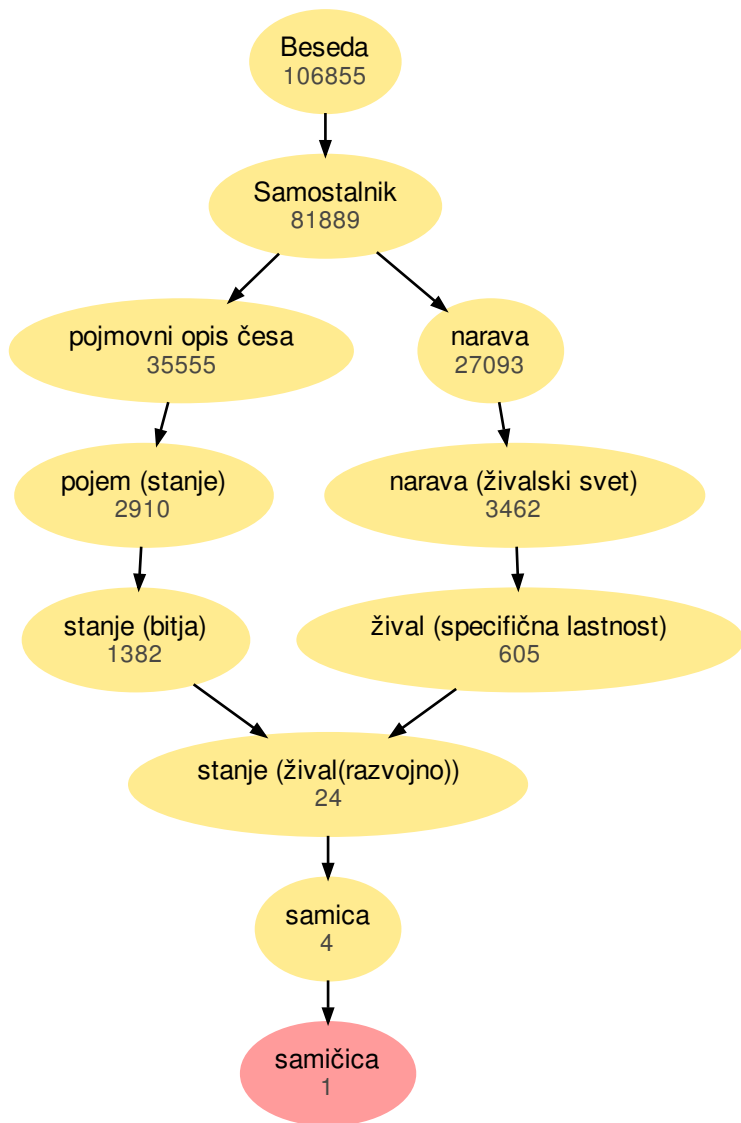 Beseda
106855
Samostalnik
81889
pojmovni opis česa
35555
narava
27093
pojem (stanje)
2910
narava (živalski svet)
3462
stanje (bitja)
1382
žival (specifična lastnost)
605
stanje (žival(razvojno))
24
samica
4
samičica
1